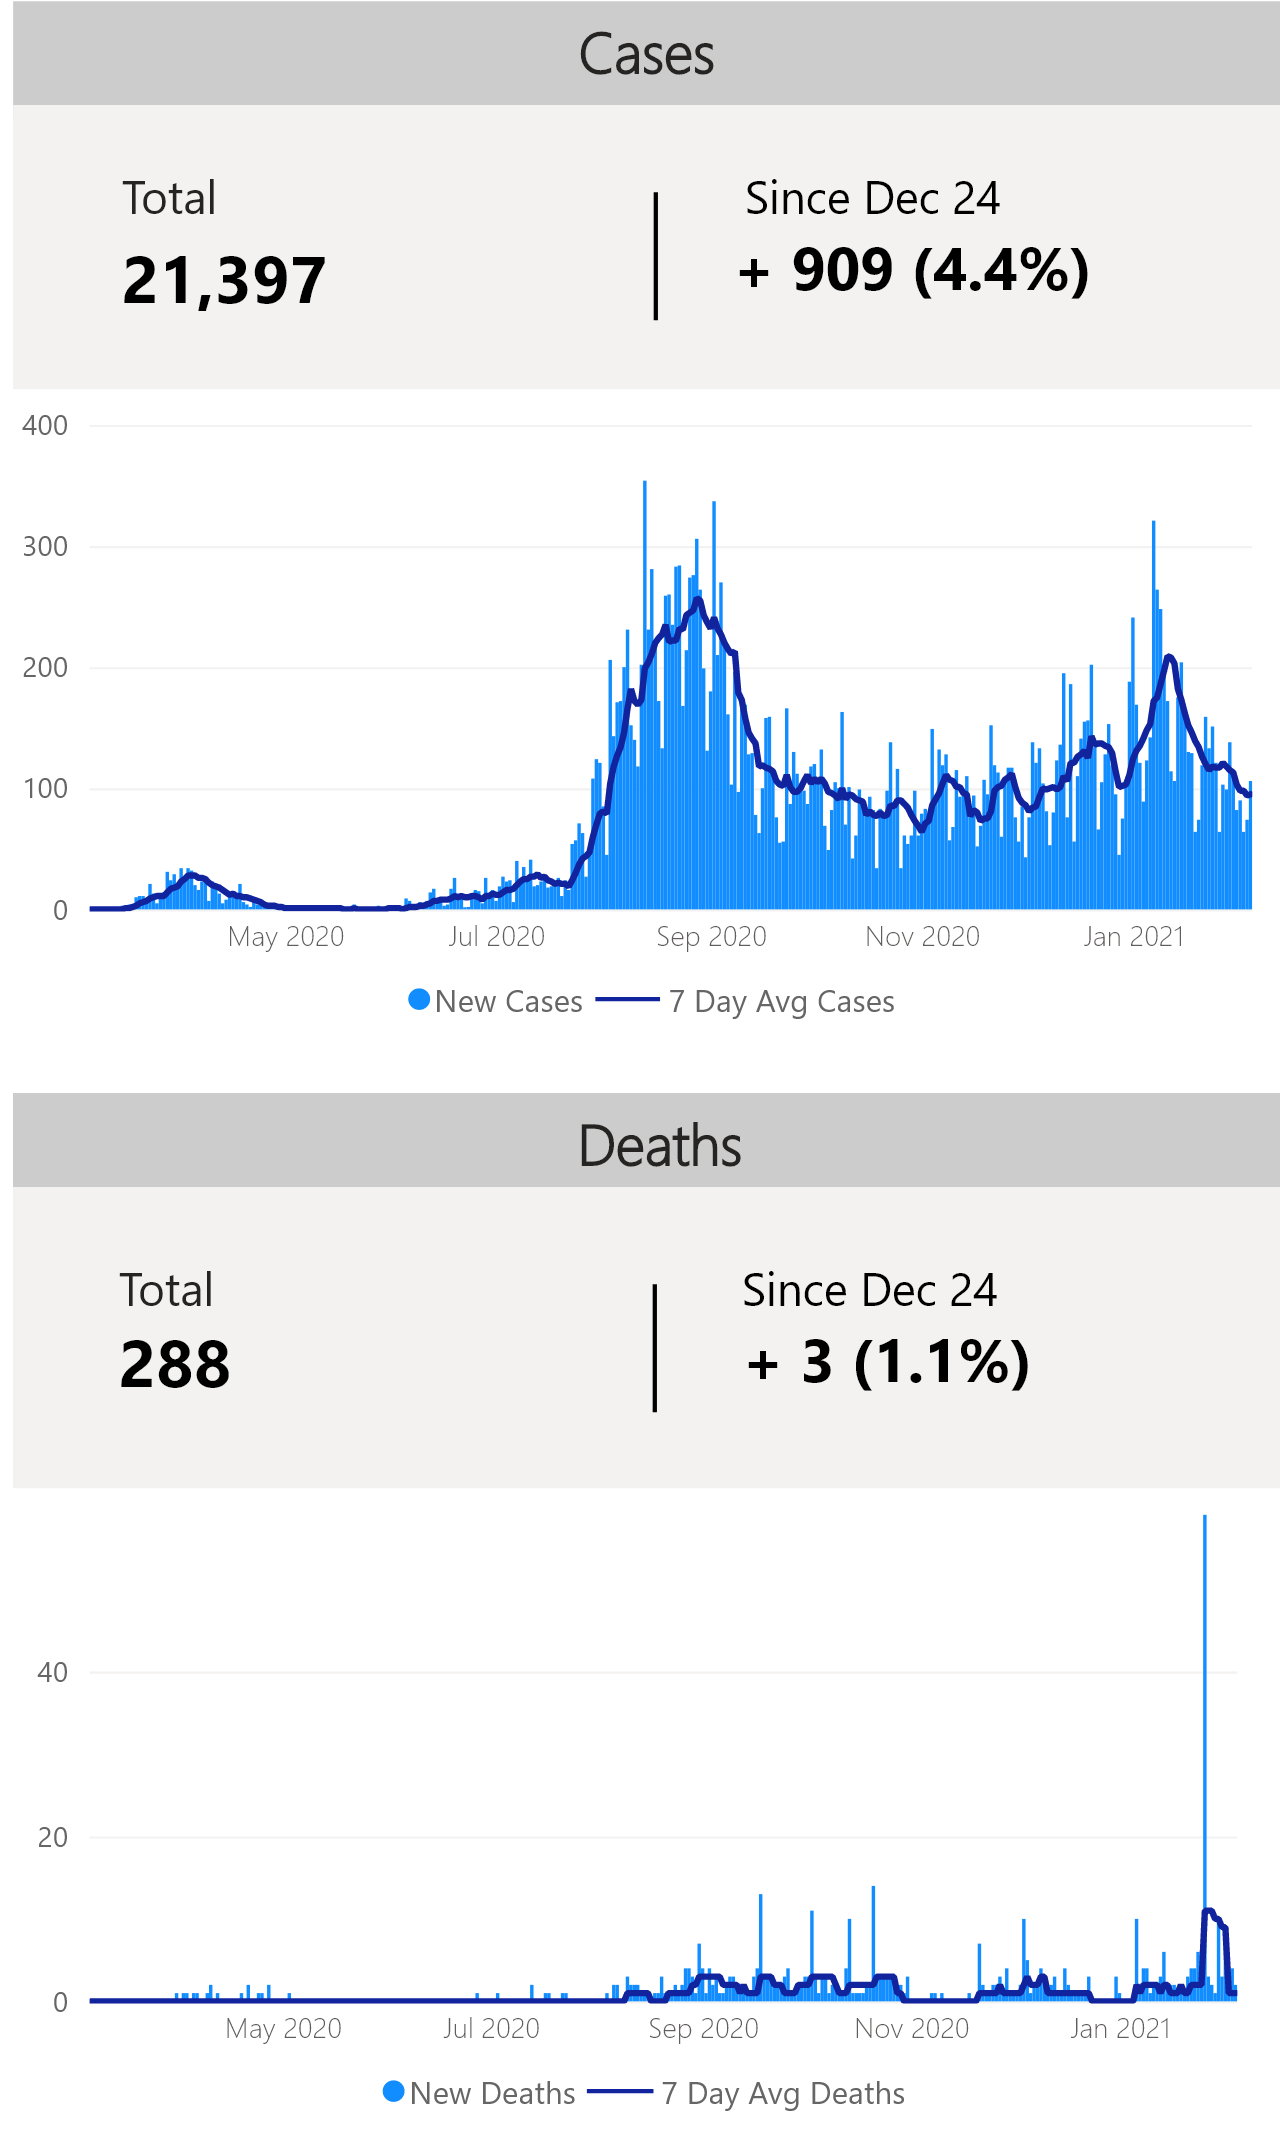 Cases
Total
Since Dec 24
21,397
+ 909 (4.4%)
400
300
200
100
0
May 2020
Jul 2020
Sep 2020
Nov 2020
Jan 2021
New Cases
7 Day Avg Cases
Deaths
Total
Since Dec 24
288
+ 3 (1.1%)
40
20
0
May 2020
Jul 2020
Sep 2020
Nov 2020
Jan 2021
New Deaths
7 Day Avg Deaths